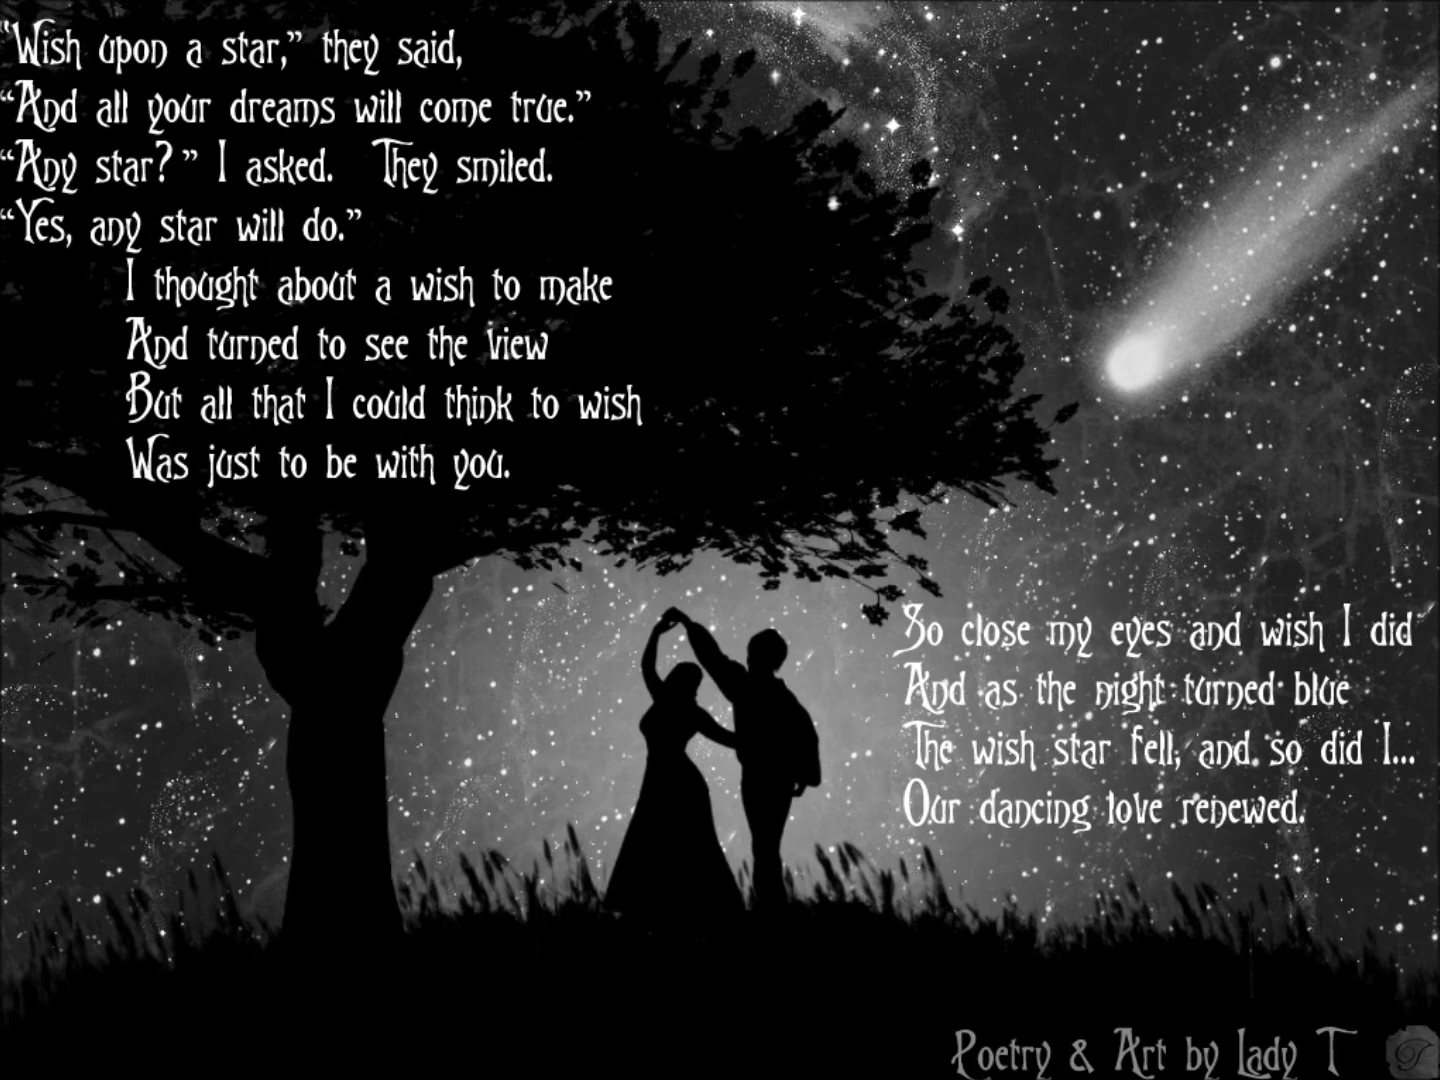 "Wish upon a star," they said,
"And all your dreams will come true."
"Any star?" I asked. They smiled.
"Yes, any star will do."
I thought about a wish to make
And turned to see the view
But all that I could think to wish
Was just to be with you.
So close my eyes and wish I did
And as the night turned blue
The wish star fell, and so did I...
Our dancing love renewed.
Poetry & Art by Lady T
T